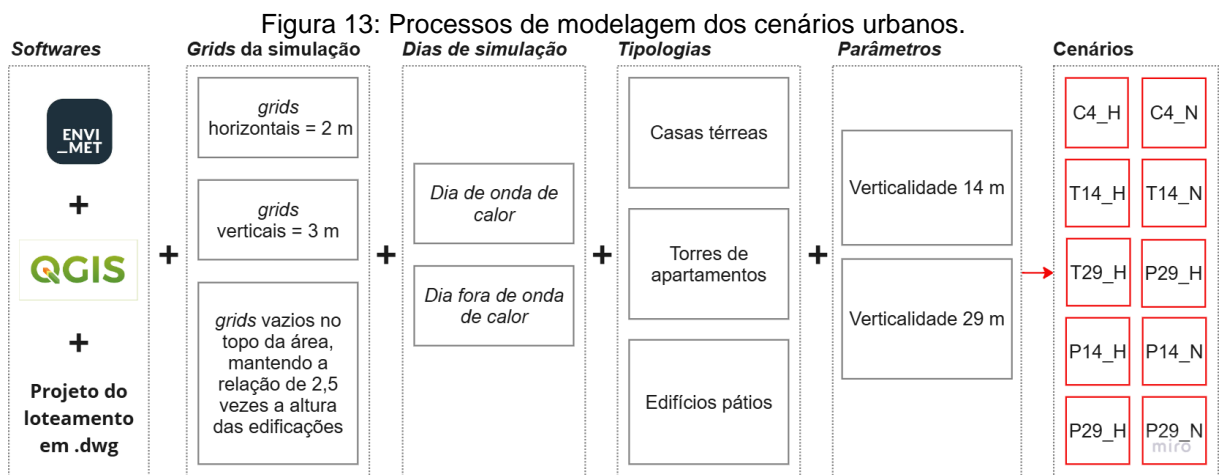 Figura 13: Processos de modelagem dos cenários urbanos.
Softwares
ENVI
_MET
+
QGIS
+
Projeto do
loteamento
em .dwg
+
Grids da simulação
grids
horizontais = 2 m
grids
verticais = 3 m
grids vazios no
topo da área,
mantendo a
relação de 2,5
vezes a altura
das edificações
+
Dias de simulação
Dia de onda de
calor
Dia fora de onda
de calor
+
Tipologias
Casas térreas
Torres de
apartamentos
Edifícios pátios
+
Parâmetros
Verticalidade 14 m
Verticalidade 29 m
Cenários
C4_H C4_N
T14_H T14_N
T29_H P29_H
P14_H P14_N
P29_H P29_N
miro